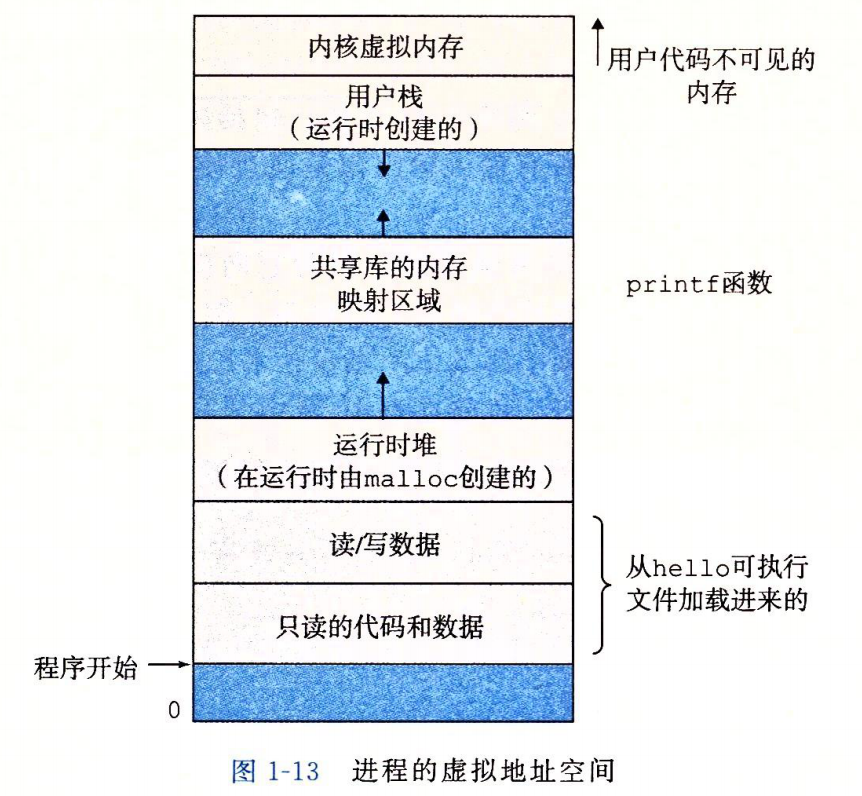 内核虚拟内存
用户代码不可见的
内存
用户栈
（运行时创建的）
共享库的内存
映射区域
printf函数
运行时堆
（在运行时由malloc创建的）
读/写数据
从hello可执行
文件加载进来的
只读的代码和数据
程序开始
0
图 1-13 进程的虚拟地址空间